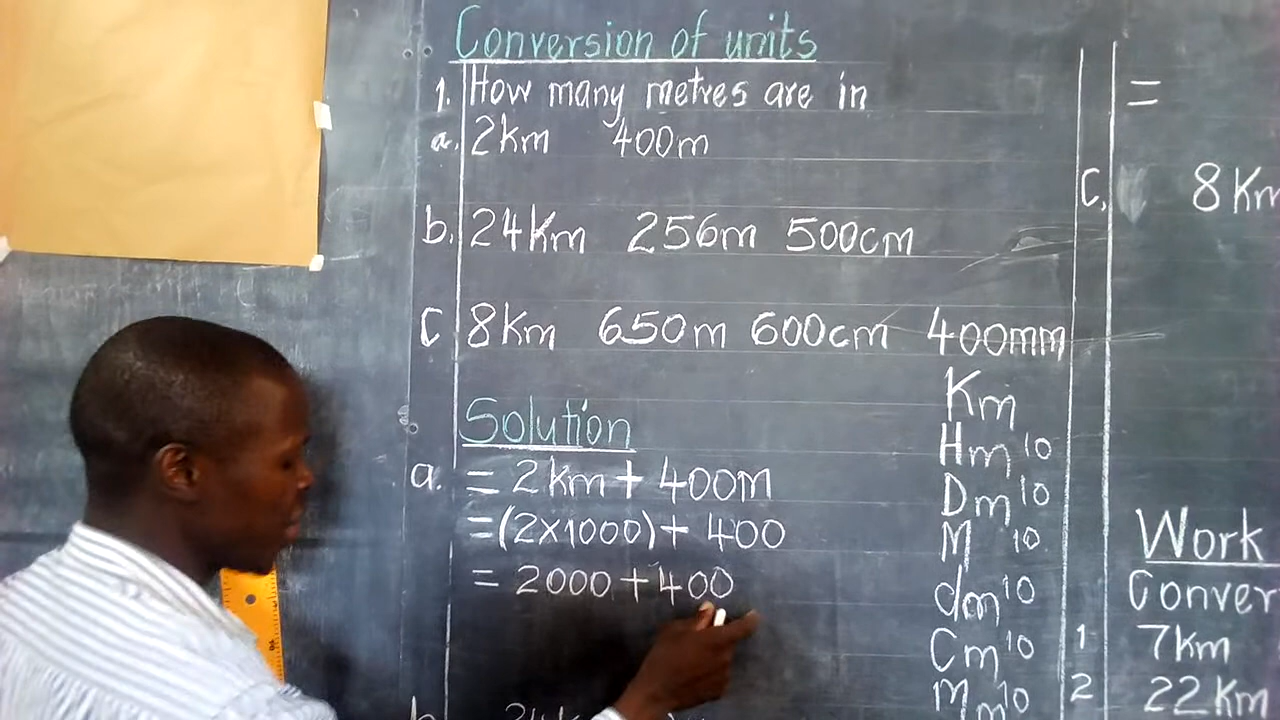 Conversion of units
1. How many metres are in
a. 2km 400m
b. 24Km 256m 500cm
C 8Km 650m 600cm 400mm
Solution
a. = 2km + 400m
=(2x1000)+ 400
= 2000 + 400
b
Km
Hm 10
Dm 10
M 10
dm 10
Cm 10
Mm 10
=
C, 8Km
Work
Conver
1 7km
2 22Km